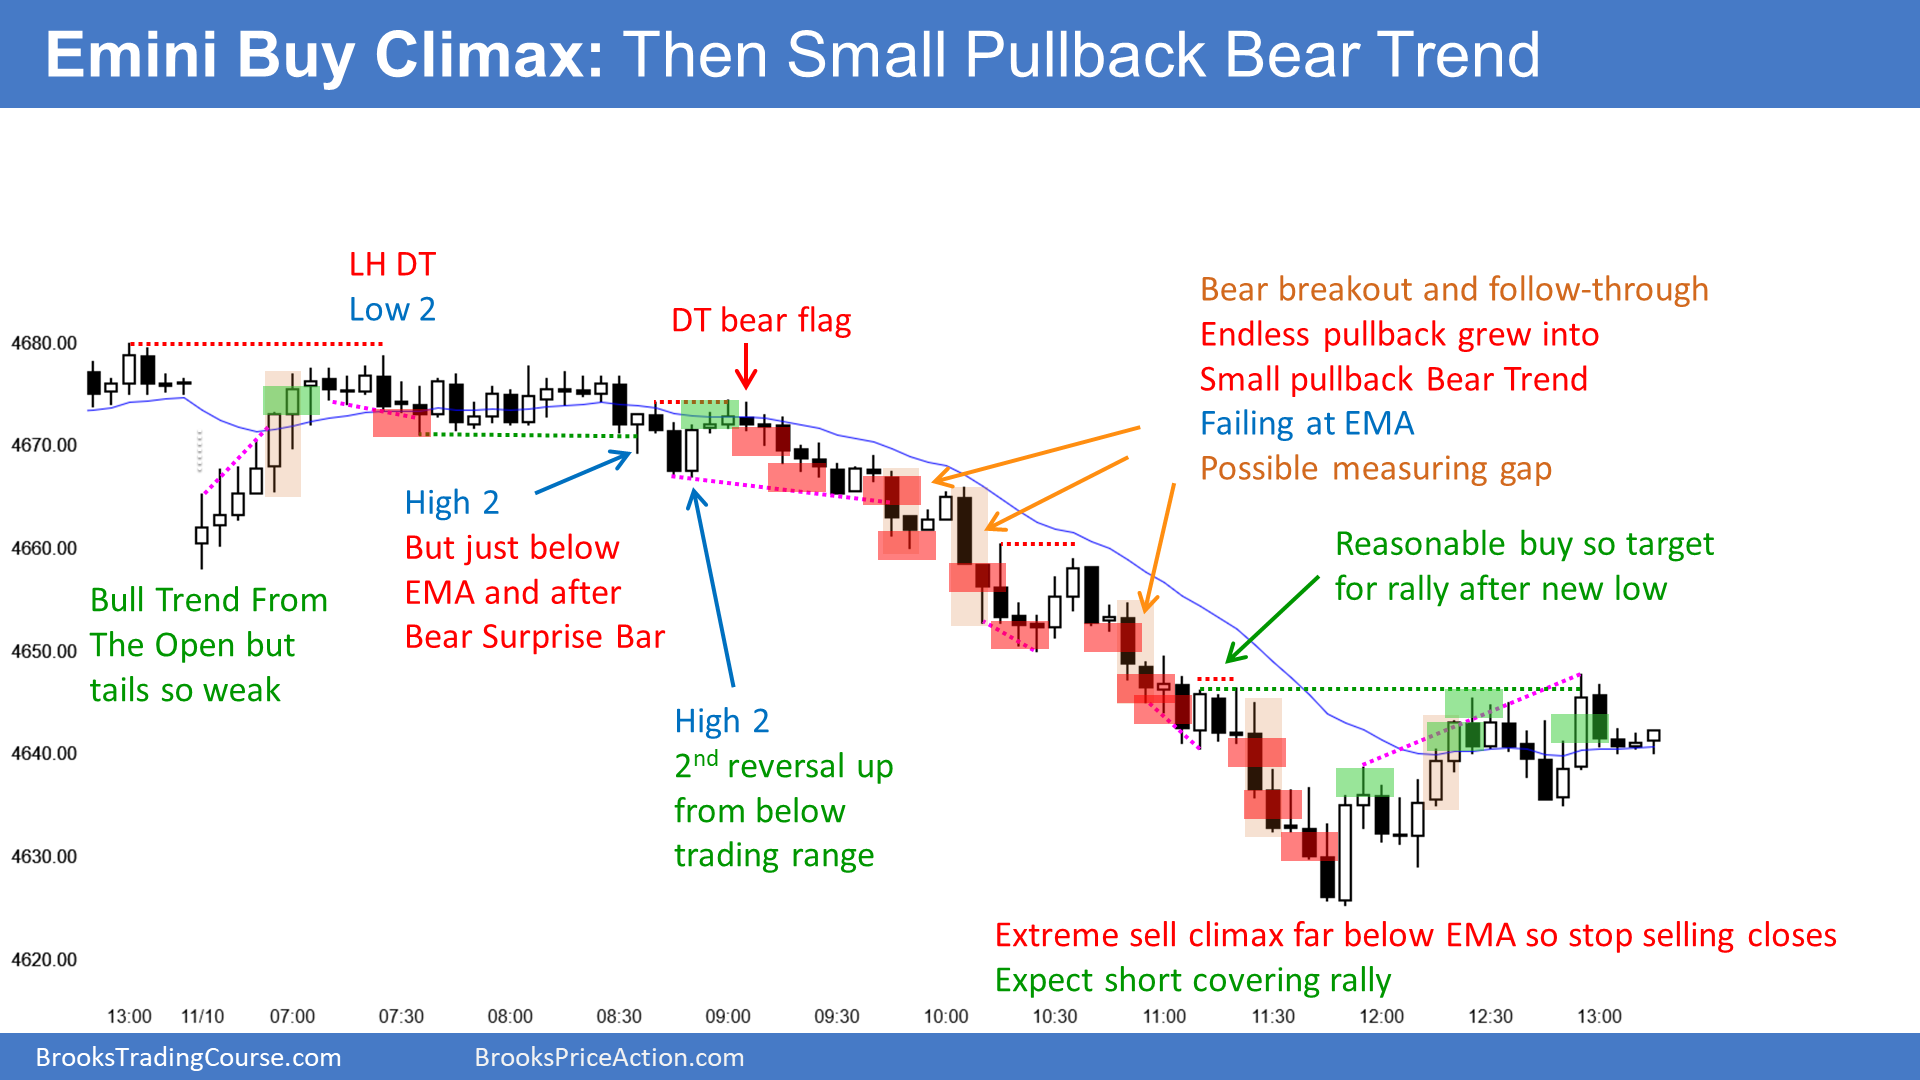 Emini Buy Climax: Then Small Pullback Bear Trend
LH DT
Low 2
DT bear flag
Bear breakout and follow-through
Endless pullback grew into
Small pullback Bear Trend
Failing at EMA
Possible measuring gap
Reasonable buy so target
for rally after new low
High 2
But just below
EMA and after
Bear Surprise Bar
Bull Trend From
The Open but
tails so weak
High 2
2nd reversal up
from below
trading range
Extreme sell climax far below EMA so stop selling closes
Expect short covering rally
4680.00
4670.00
4660.00
4650.00
4640.00
4630.00
4620.00
13:00 11/10 07:00 07:30 08:00 08:30 09:00 09:30 10:00 10:30 11:00 11:30 12:00 12:30 13:00
BrooksTradingCourse.com BrooksPriceAction.com